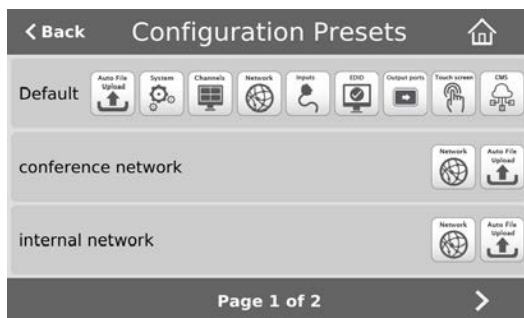 < Back Configuration Presets
Default
Auto File Upload
System
Channels
Network
Inputs
EDID
Output ports
Touch screen
CMS
conference network
Network
Auto File Upload
internal network
Network
Auto File Upload
Page 1 of 2 >